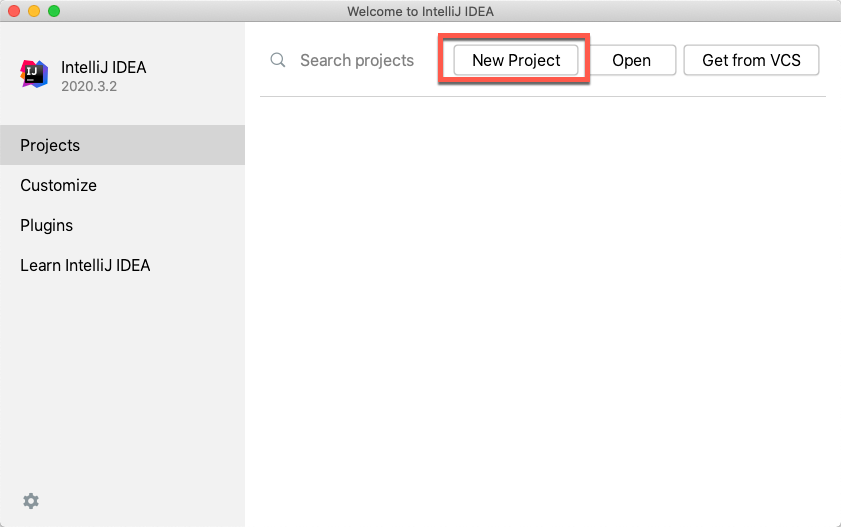 Welcome to IntelliJ IDEA
IJ
IntelliJ IDEA
2020.3.2
Search projects
New Project
Open
Get from VCS
Projects
Customize
Plugins
Learn IntelliJ IDEA